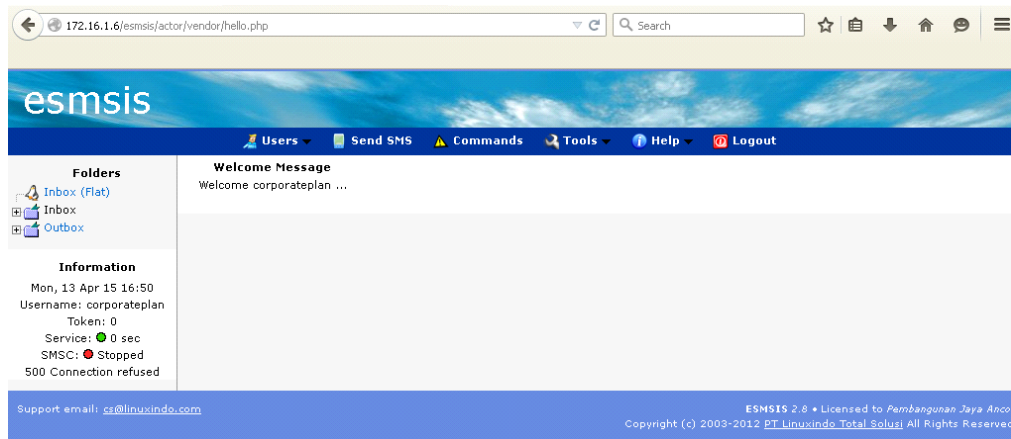 172.16.1.6/esmsis/actor/vendor/hello.php
Search
esmsis
Users Send SMS Commands Tools Help Logout
Folders
Inbox (Flat)
Inbox
Outbox
Information
Mon, 13 Apr 15 16:50
Username: corporateplan
Token: 0
Service: 0 sec
SMSC: Stopped
500 Connection refused
Welcome Message
Welcome corporateplan ...
Support email: cs@linuxindo.com
ESMSIS 2.8 • Licensed to Pembangunan Jaya Anco
Copyright (c) 2003-2012 PT Linuxindo Total Solusi All Rights Reserved